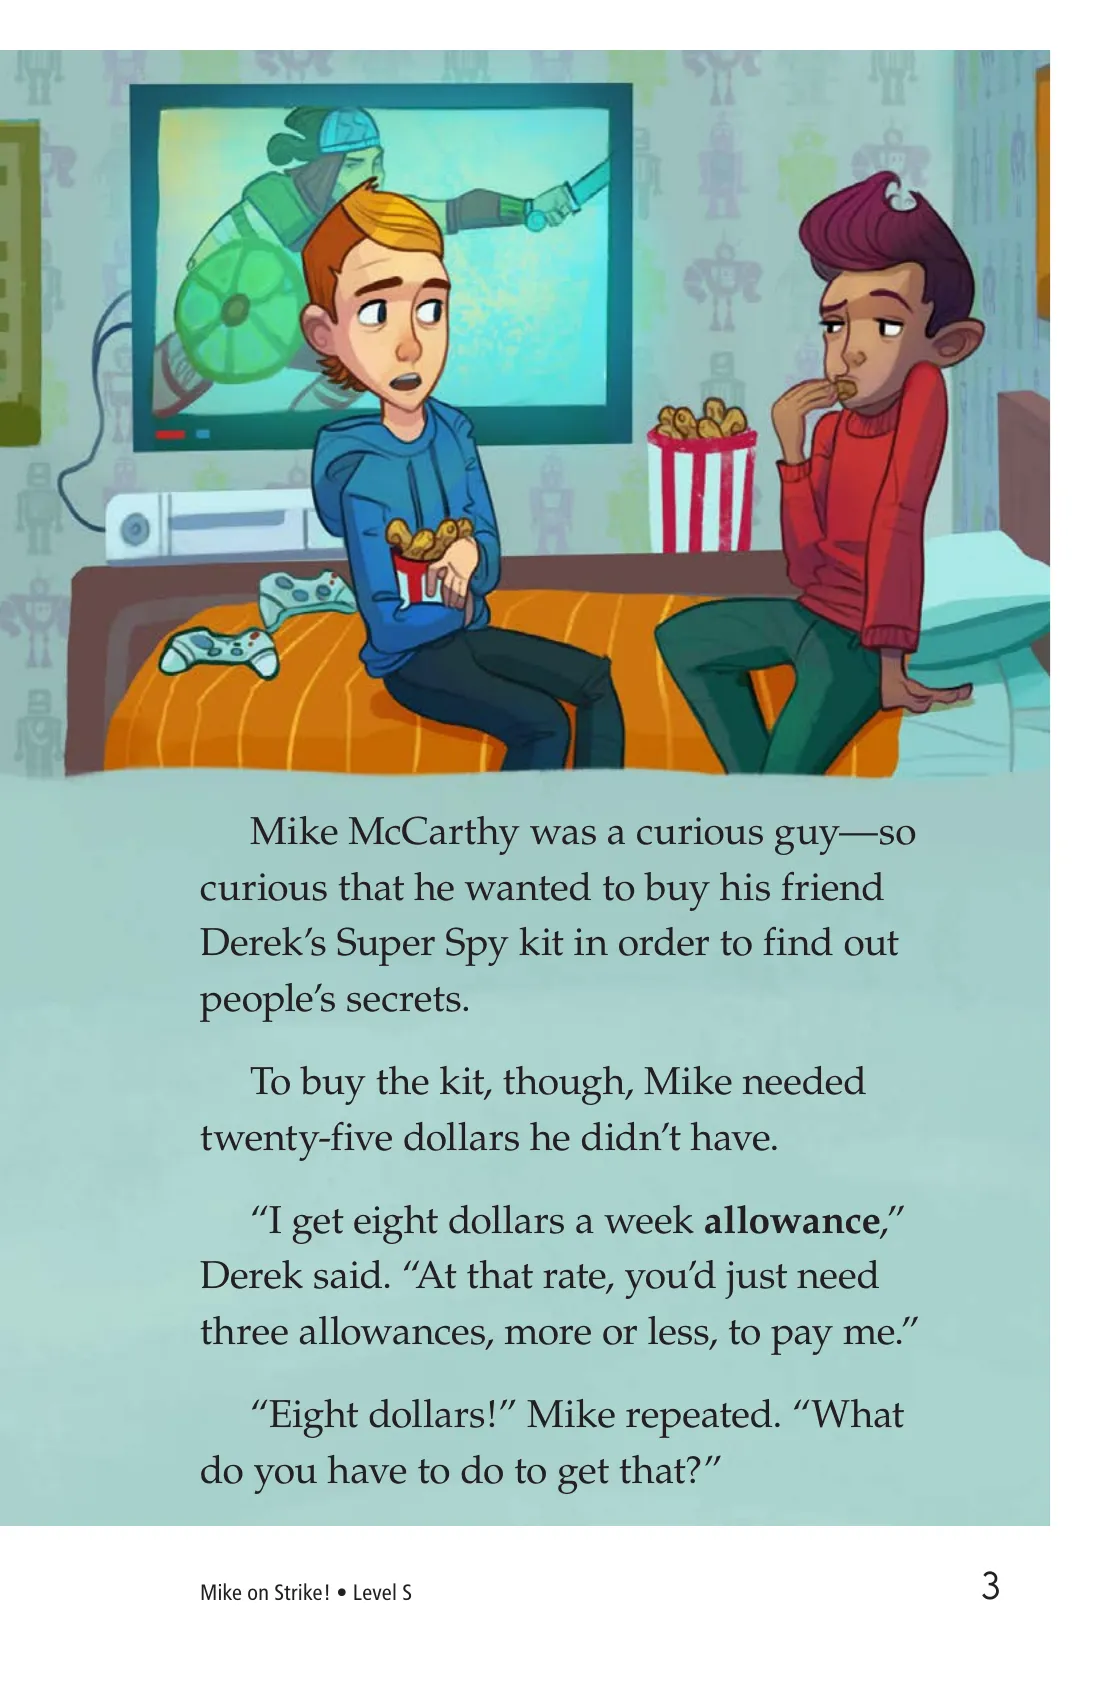 Mike McCarthy was a curious guy—so
curious that he wanted to buy his friend
Derek’s Super Spy kit in order to find out
people’s secrets.
To buy the kit, though, Mike needed
twenty-five dollars he didn’t have.
“I get eight dollars a week allowance,”
Derek said. “At that rate, you’d just need
three allowances, more or less, to pay me.”
“Eight dollars!” Mike repeated. “What
do you have to do to get that?”
Mike on Strike! • Level S
3